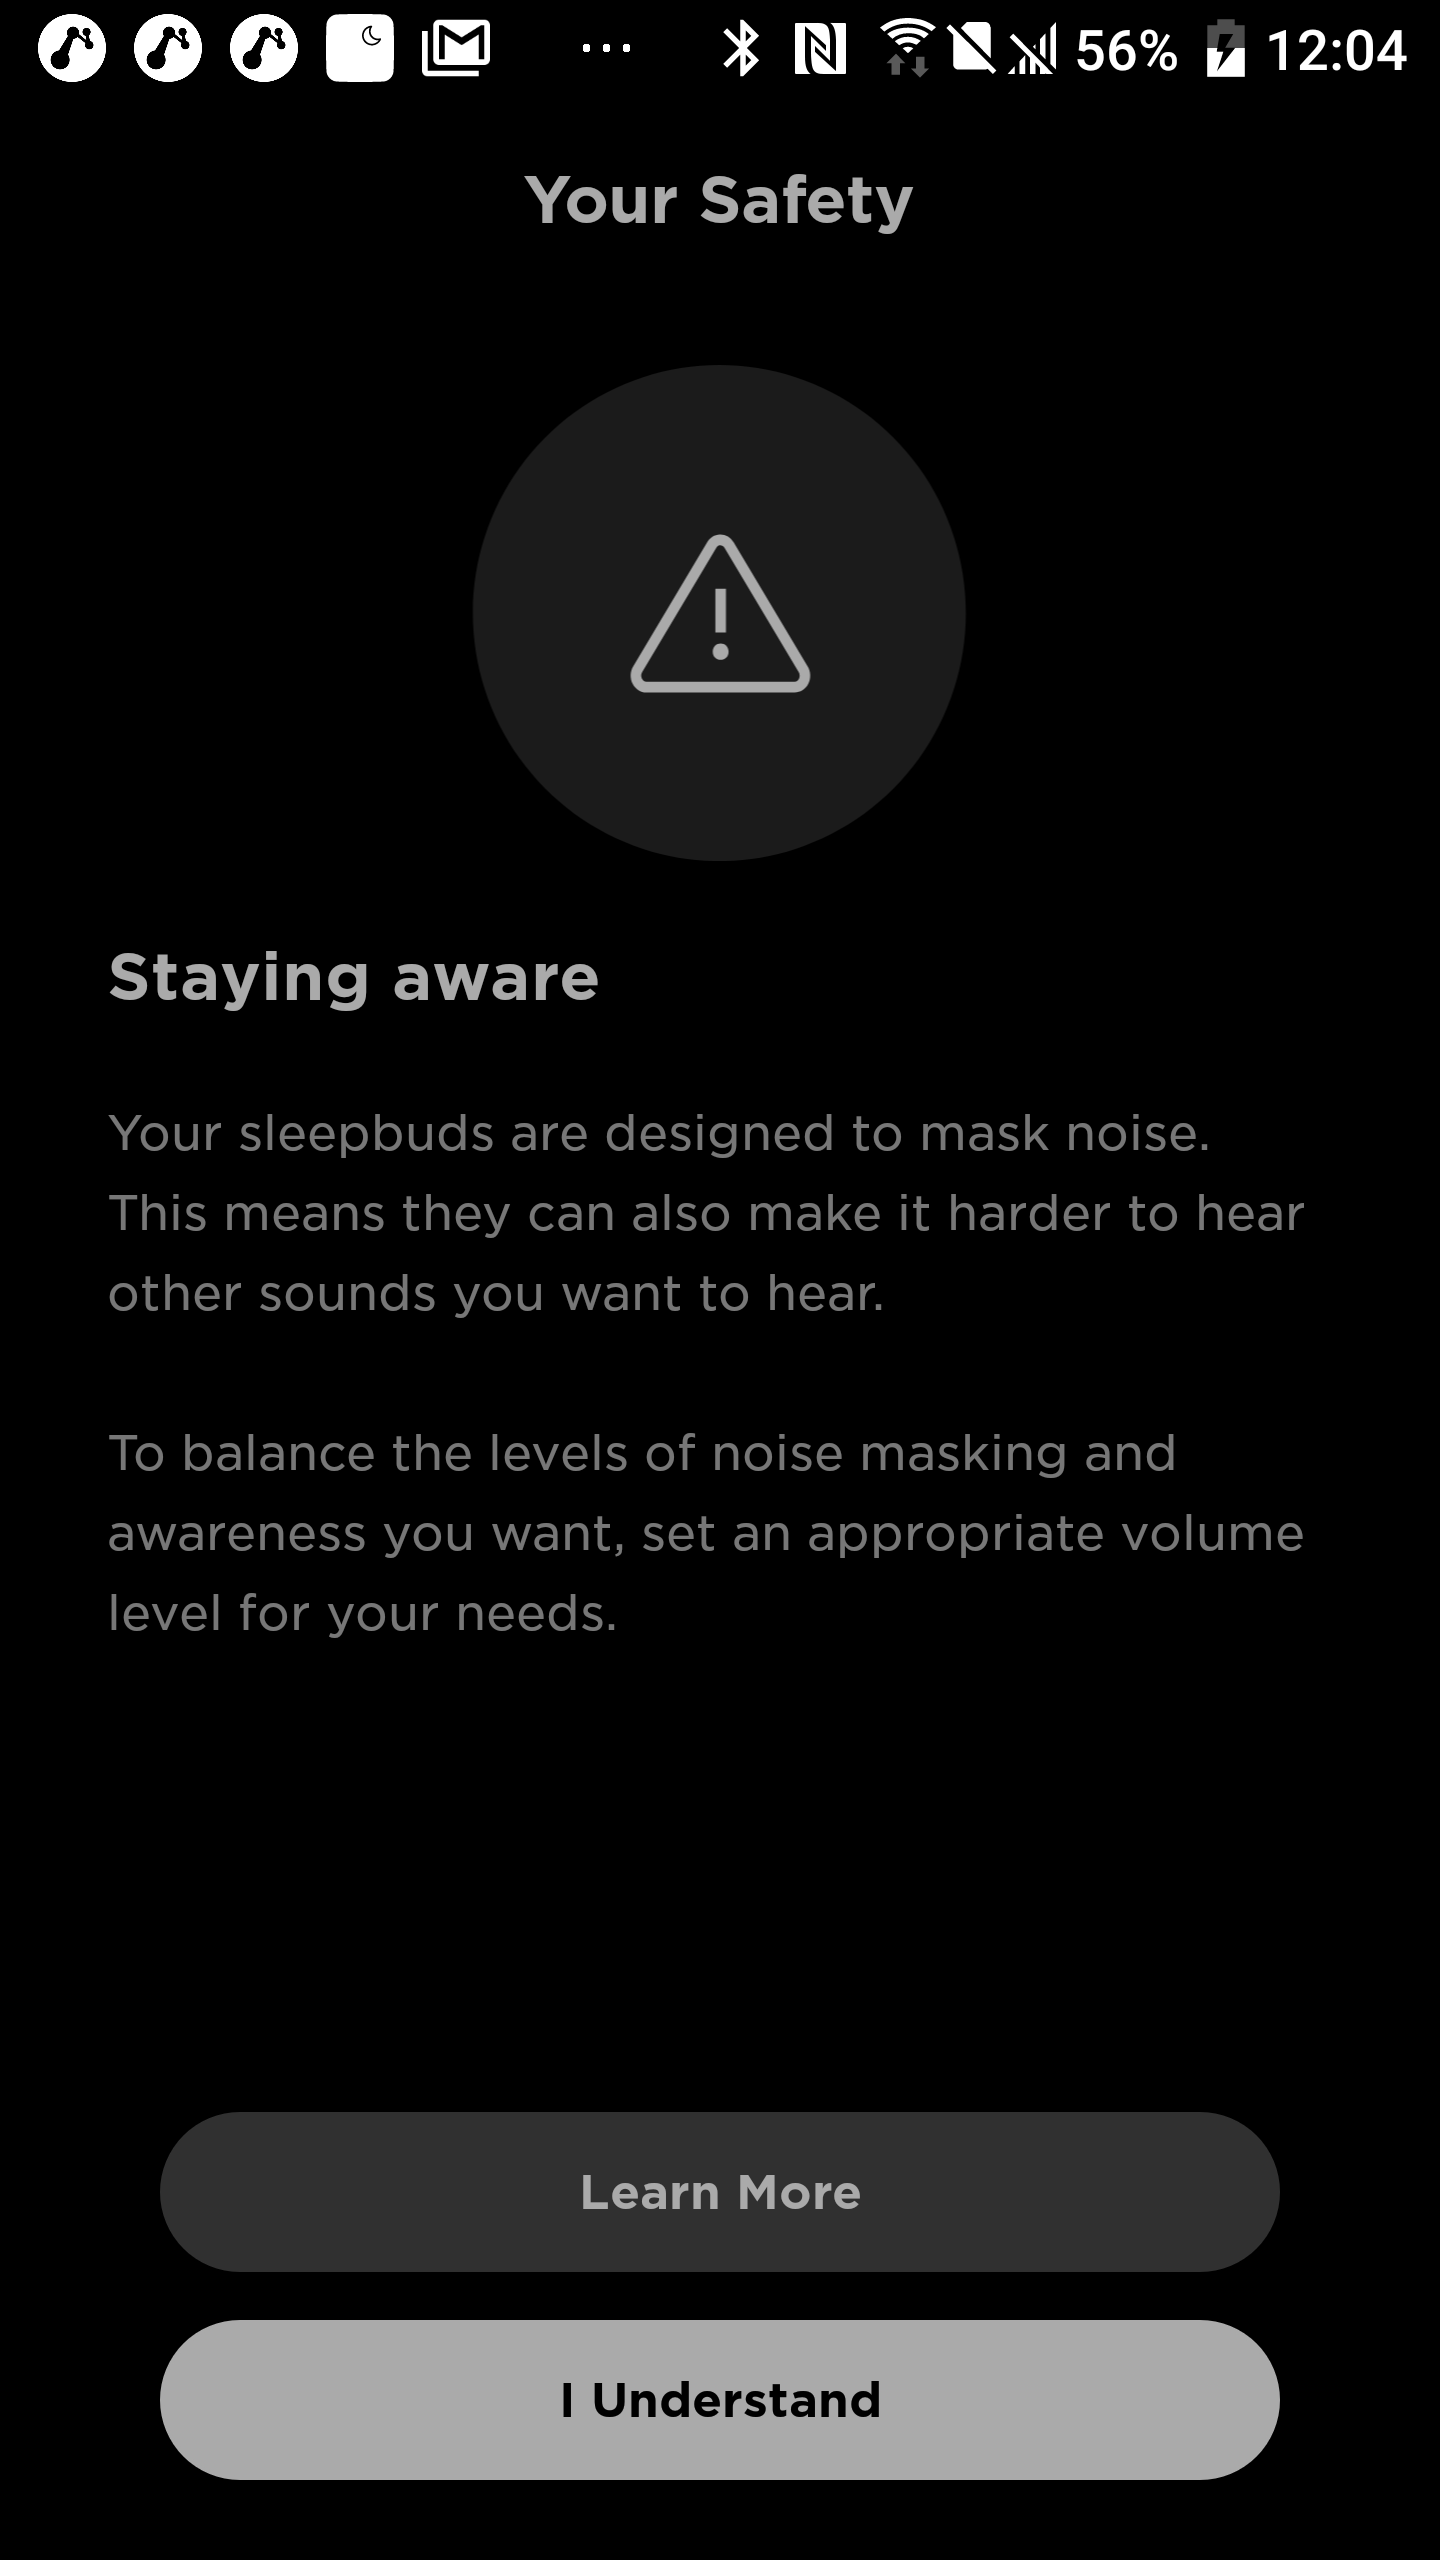 56% 12:04
Your Safety
Staying aware
Your sleepbuds are designed to mask noise.
This means they can also make it harder to hear
other sounds you want to hear.
To balance the levels of noise masking and
awareness you want, set an appropriate volume
level for your needs.
Learn More
I Understand